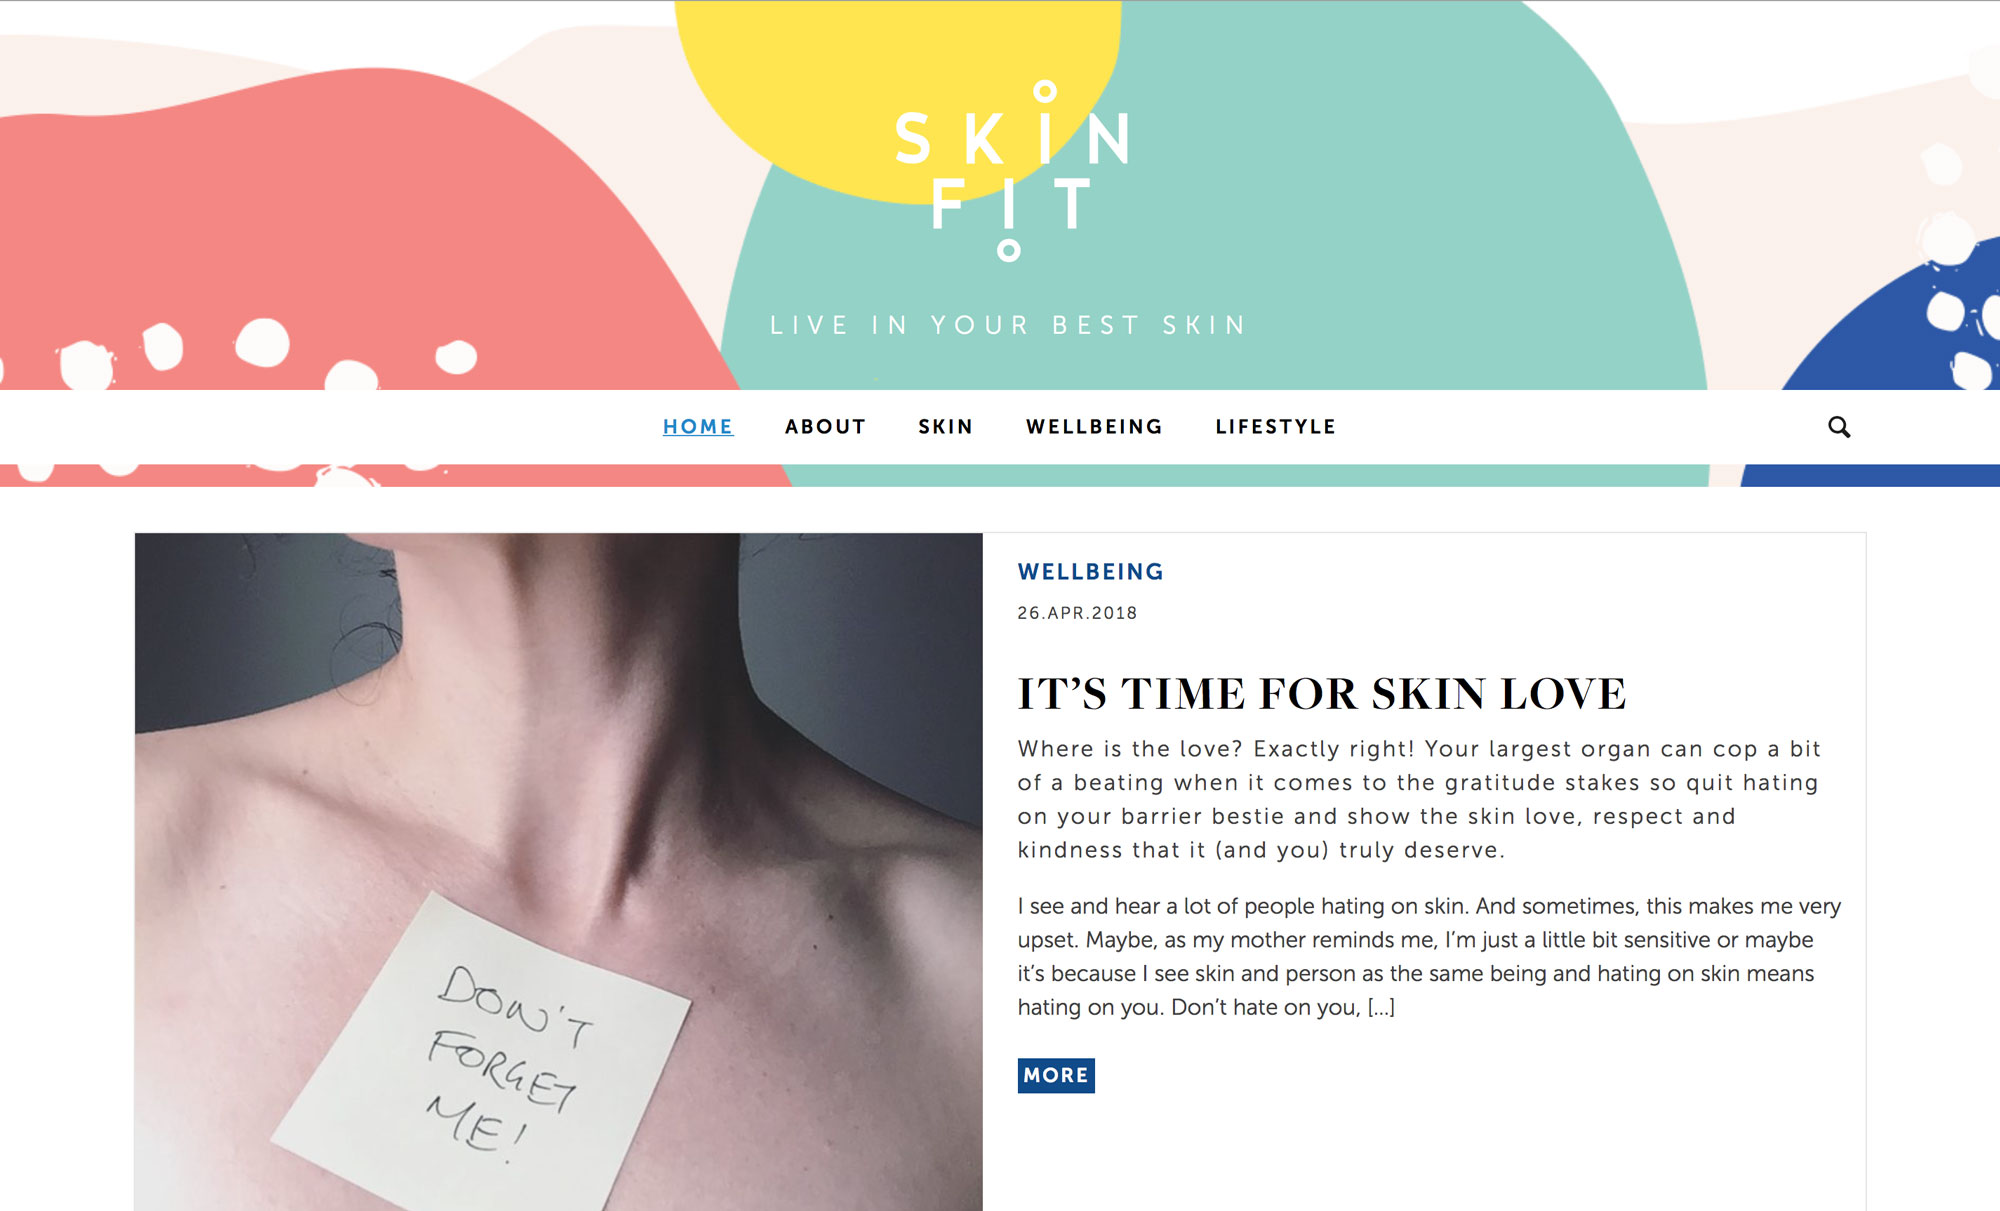 SKIN
FIT
LIVE IN YOUR BEST SKIN
HOME ABOUT SKIN WELLBEING LIFESTYLE
WELLBEING
26.APR.2018
IT’S TIME FOR SKIN LOVE
Where is the love? Exactly right! Your largest organ can cop a bit
of a beating when it comes to the gratitude stakes so quit hating
on your barrier bestie and show the skin love, respect and
kindness that it (and you) truly deserve.
I see and hear a lot of people hating on skin. And sometimes, this makes me very
upset. Maybe, as my mother reminds me, I’m just a little bit sensitive or maybe
it’s because I see skin and person as the same being and hating on skin means
hating on you. Don’t hate on you, [...]
MORE
DON'T
FORGET
ME!